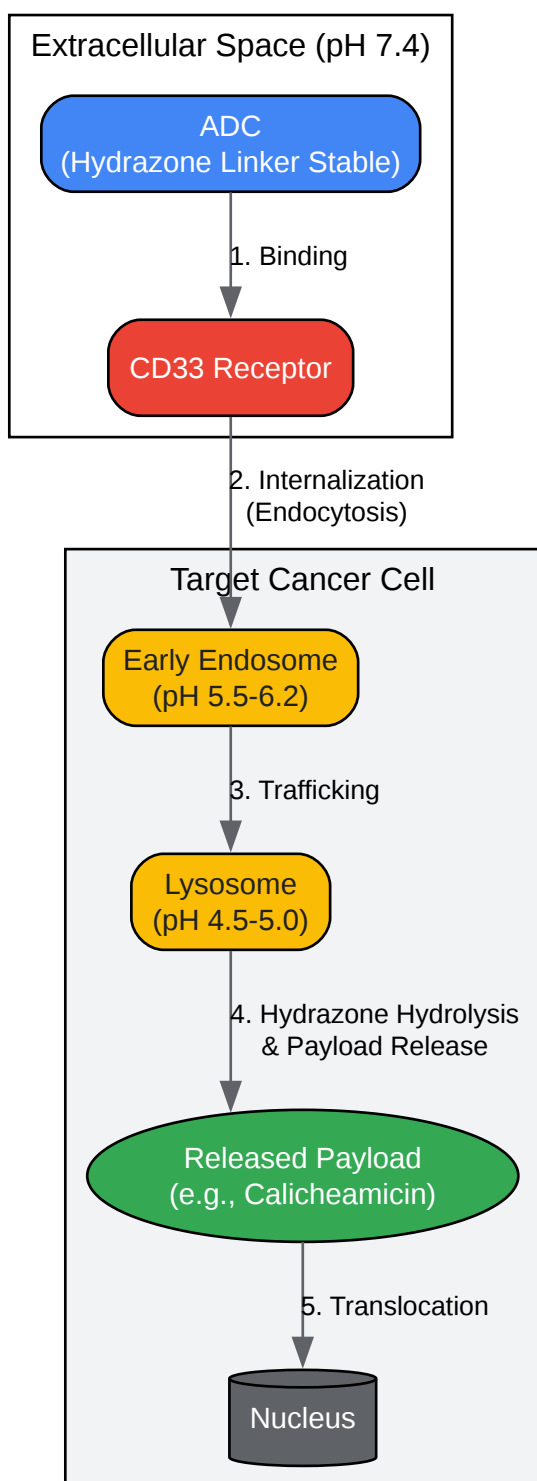 Extracellular Space (pH 7.4)
ADC
(Hydrazone Linker Stable)
1. Binding
CD33 Receptor
2. Internalization
(Endocytosis)
Target Cancer Cell
Early Endosome
(pH 5.5-6.2)
3. Trafficking
Lysosome
(pH 4.5-5.0)
4. Hydrazone Hydrolysis
& Payload Release
Released Payload
(e.g., Calicheamicin)
5. Translocation
Nucleus